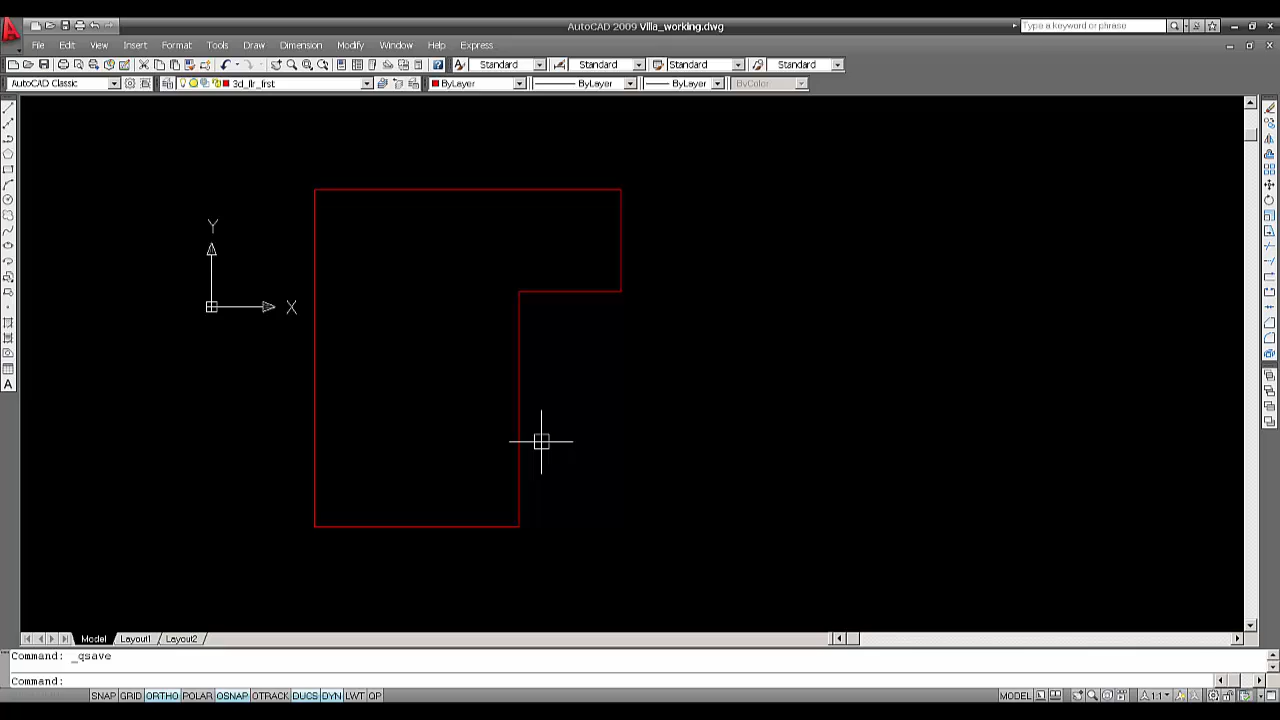 AutoCAD 2009 Villa_working.dwg
Type a keyword or phrase
File Edit View Insert Format Tools Draw Dimension Modify Window Help Express
Standard Standard Standard Standard
AutoCAD Classic 3d_flr_frst ByLayer ByLayer ByLayer ByColor
Y
X
A
Model Layout1 Layout2
Command: _qsave
Command:
SNAP GRID ORTHO POLAR OSNAP OTRACK DUCS DYN LWT QP MODEL 1:1